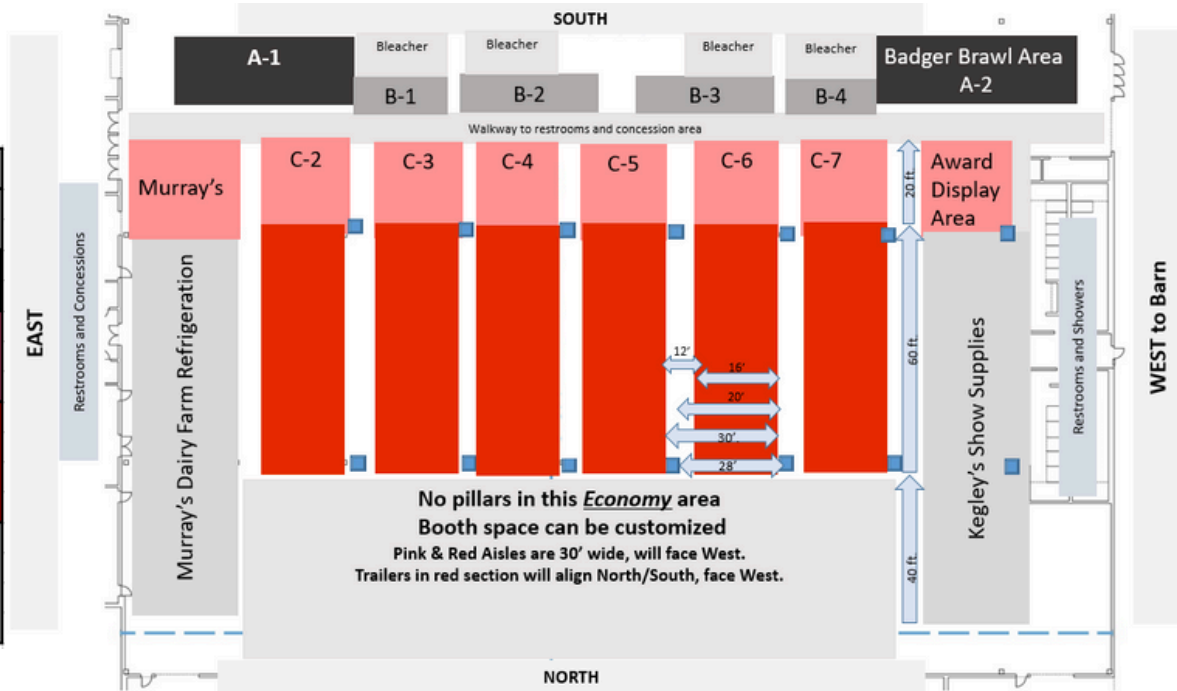 SOUTH
A-1
Bleacher
Bleacher
Bleacher
Bleacher
Badger Brawl Area
A-2
B-1
B-2
B-3
B-4
Walkway to restrooms and concession area
Murray's
C-2
C-3
C-4
C-5
C-6
C-7
20 ft.
Award
Display
Area
EAST
Restrooms and Concessions
Murray's Dairy Farm Refrigeration
12'
16'
20'
30'
28'
60 ft.
Kegley's Show Supplies
Restrooms and Showers
WEST to Barn
No pillars in this Economy area
Booth space can be customized
Pink & Red Aisles are 30' wide, will face West.
Trailers in red section will align North/South, face West.
40 ft.
NORTH